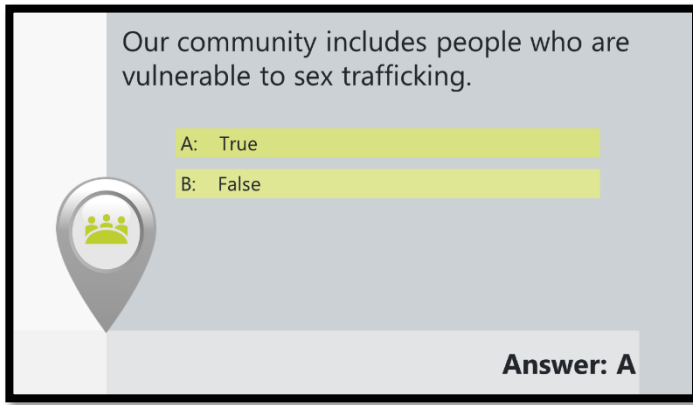 Our community includes people who are
vulnerable to sex trafficking.
A: True
B: False
Answer: A